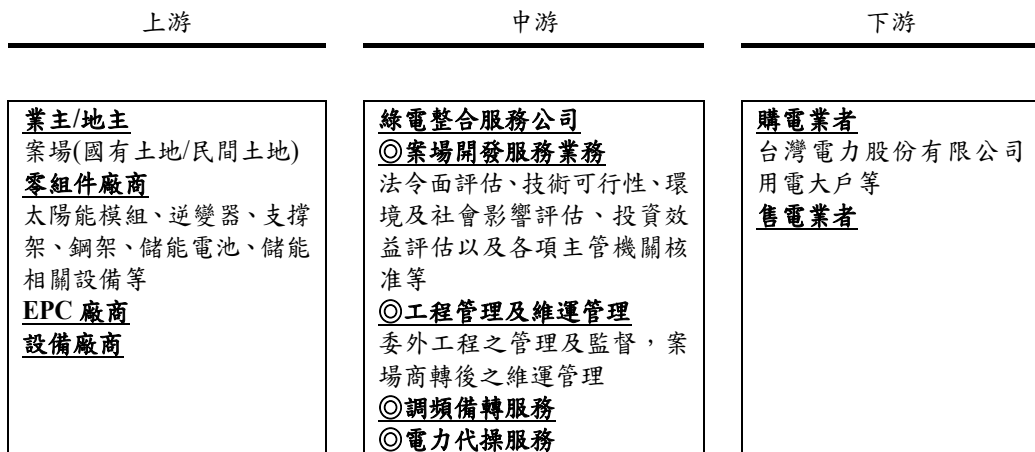 上游
中游
下游
業主/地主
案場(國有土地/民間土地)
零組件廠商
太陽能模組、逆變器、支撐
架、鋼架、儲能電池、儲能
相關設備等
EPC 廠商
設備廠商
綠電整合服務公司
◎案場開發服務業務
法令面評估、技術可行性、環
境及社會影響評估、投資效
益評估以及各項主管機關核
准等
◎工程管理及維運管理
委外工程之管理及監督，案
場商轉後之維運管理
◎調頻備轉服務
◎電力代操服務
購電業者
台灣電力股份有限公司
用電大戶等
售電業者